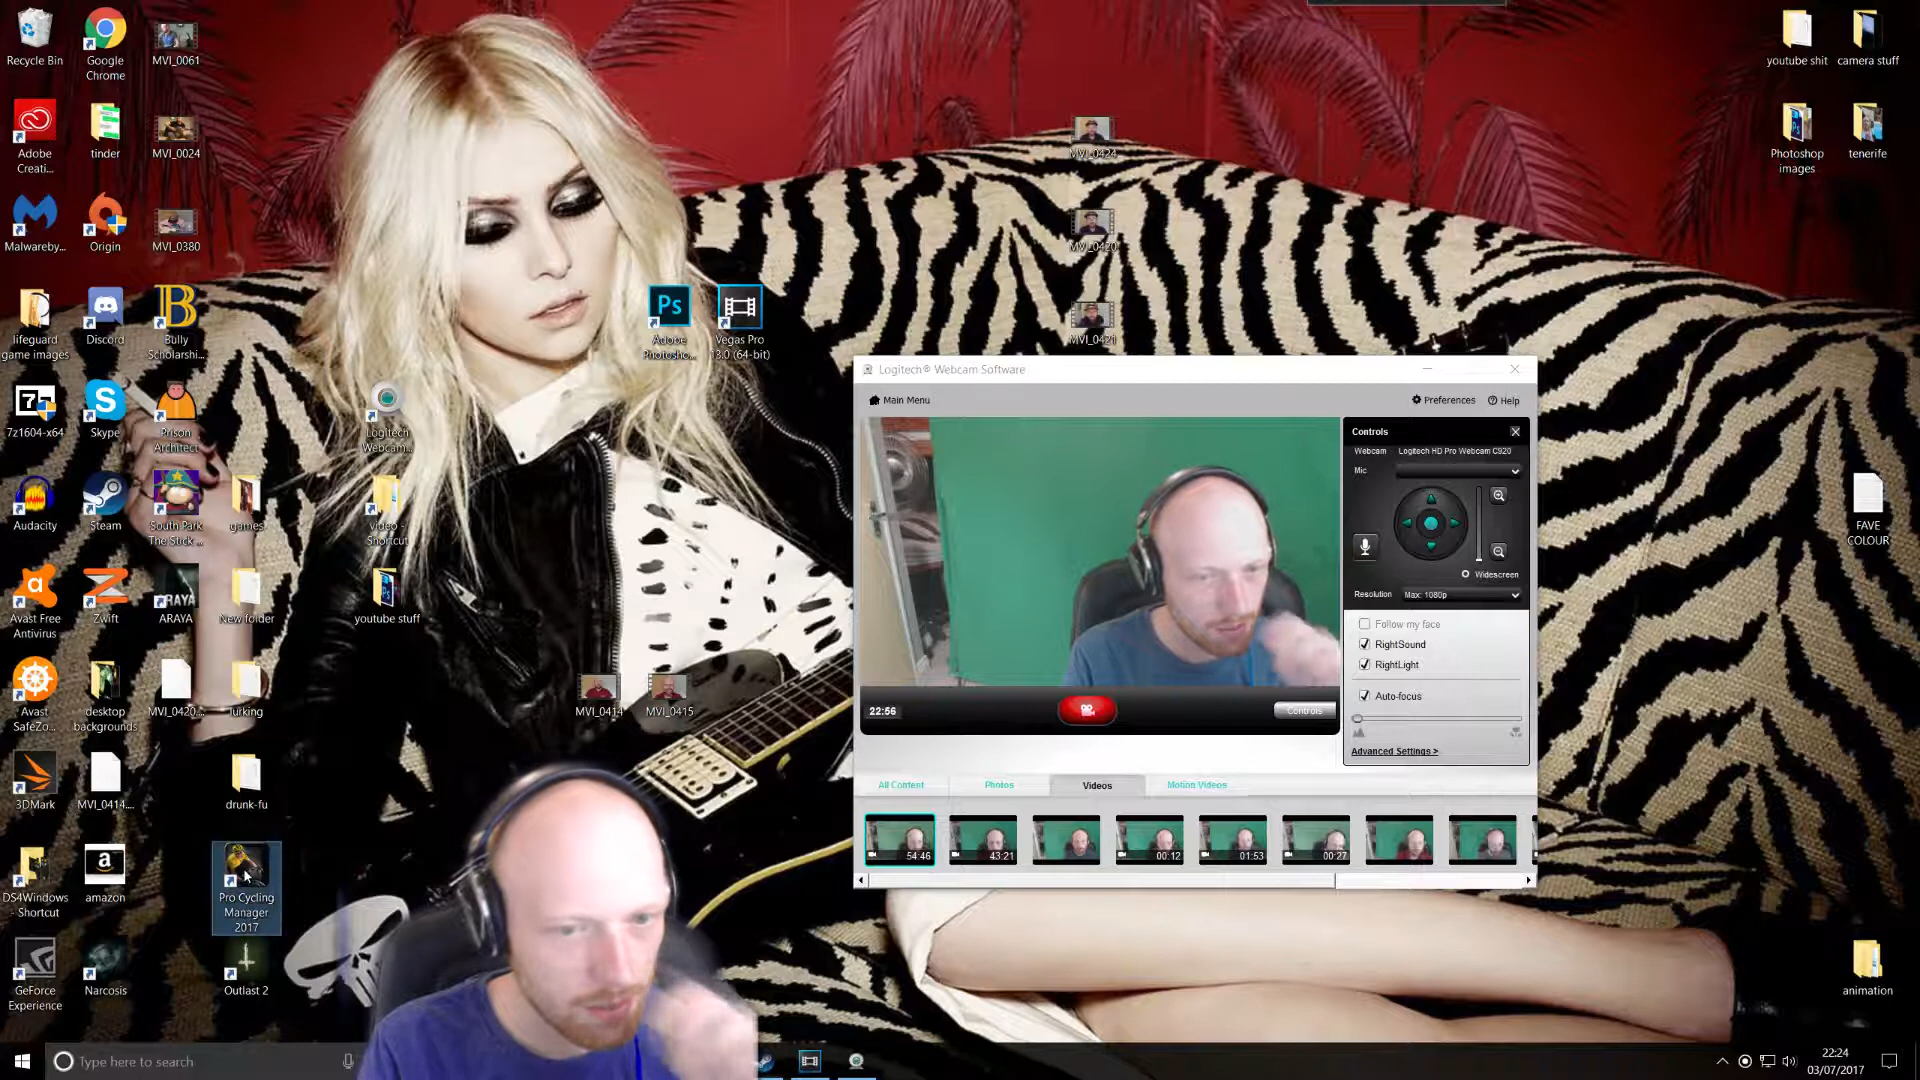 Recycle Bin
Google
Chrome
MVI_0061
Adobe
Creati...
tinder
MVI_0024
Malwareby...
Origin
MVI_0380
lifeguard
game images
Discord
Bully
Scholarshi...
7z1604-x64
Skype
Prison
Architect
Audacity
Steam
South Park
The Stick ...
games
Avast Free
Antivirus
Zwift
ARAYA
ARAYA
New folder
Avast
SafeZo...
desktop
backgrounds
MVI_0420...
lurking
3DMark
MVI_0414...
drunk-fu
DS4Windows
- Shortcut
amazon
Pro Cycling
Manager
2017
GeForce
Experience
Narcosis
Outlast 2
Logitech
Webcam...
video -
Shortcut
youtube stuff
Ps
Adobe
Photosho...
Vegas Pro
13.0 (64-bit)
MVI_0414
MVI_0415
MVI_0424
MVI_0420
MVI_0421
youtube shit
camera stuff
Photoshop
images
tenerife
FAVE
COLOUR
animation
Logitech® Webcam Software
Main Menu
Preferences
Help
Controls
Webcam
Logitech HD Pro Webcam C920
Mic
Widescreen
Resolution
Max: 1080p
Follow my face
RightSound
RightLight
Auto-focus
Advanced Settings >
22:56
Controls
All Content
Photos
Videos
Motion Videos
54:46
43:21
00:12
01:53
00:27
Type here to search
22:24
03/07/2017